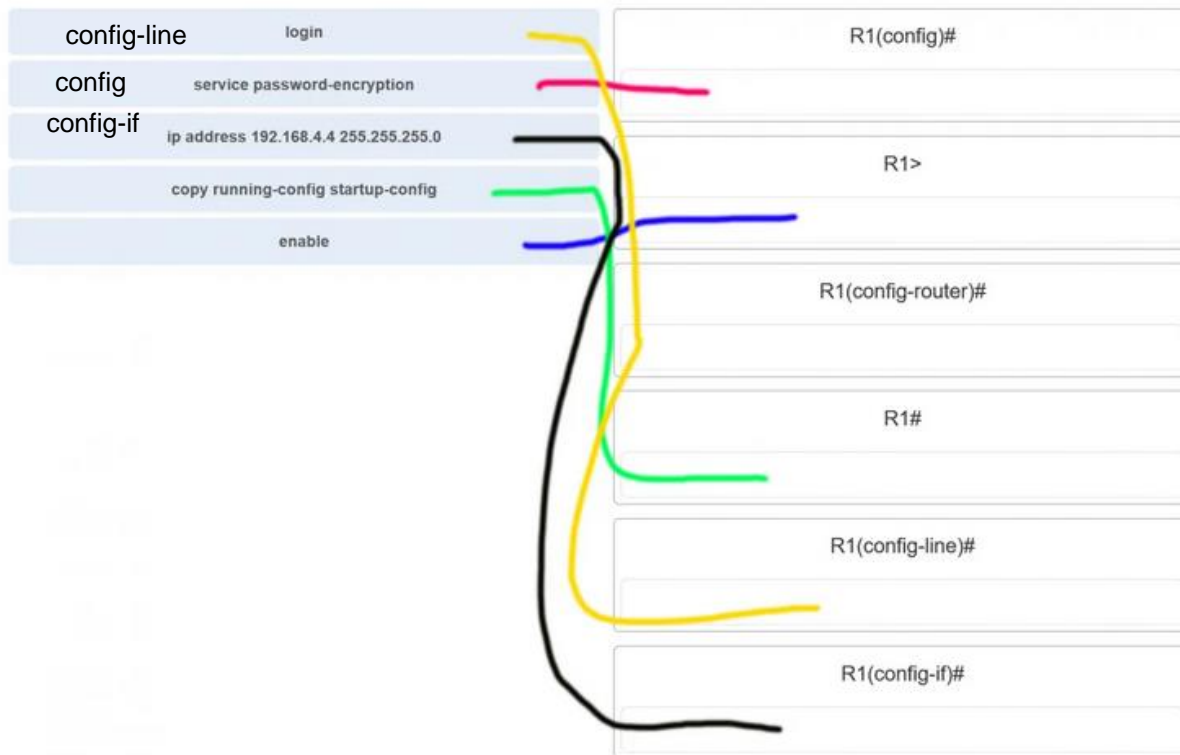 config-line login
config service password-encryption
config-if ip address 192.168.4.4 255.255.255.0
copy running-config startup-config
enable
R1(config)#
R1>
R1(config-router)#
R1#
R1(config-line)#
R1(config-if)#